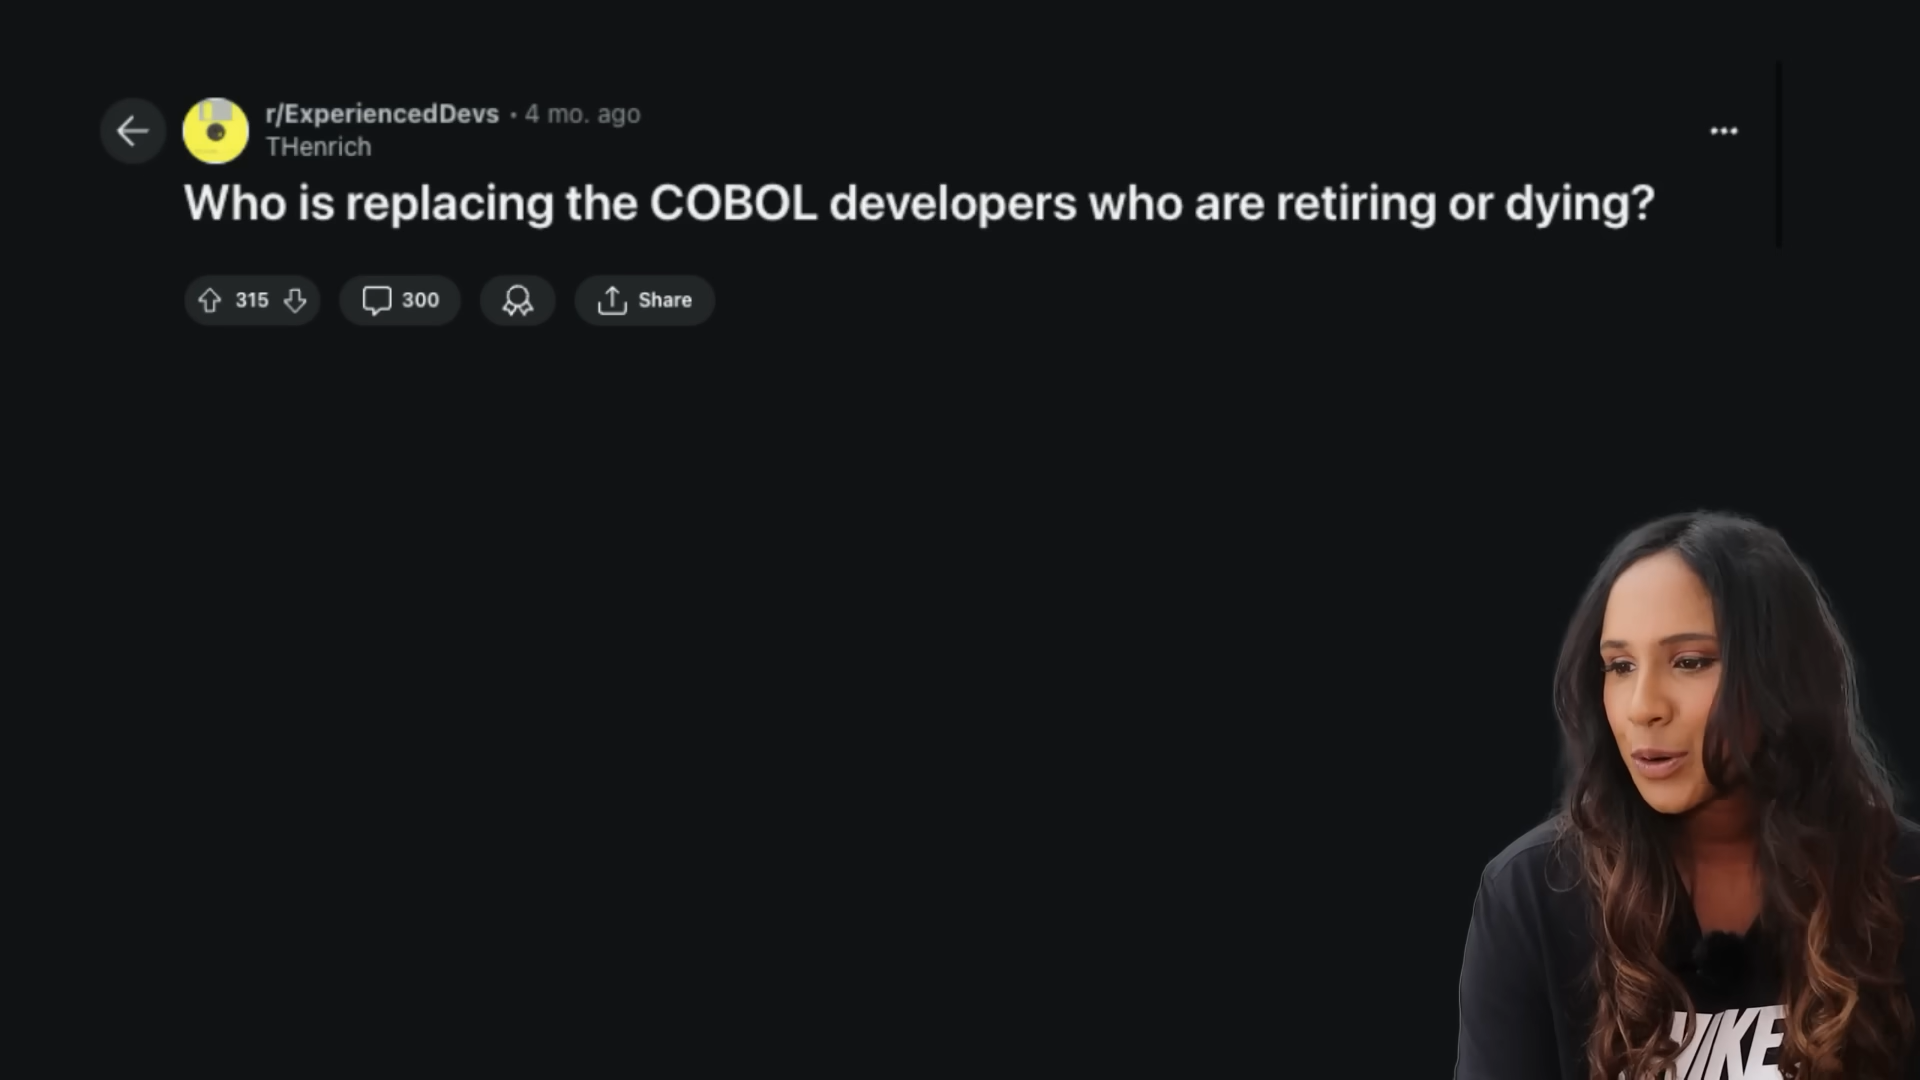 r/ExperiencedDevs · 4 mo. ago
THenrich
Who is replacing the COBOL developers who are retiring or dying?
315
300
Share
NIKE